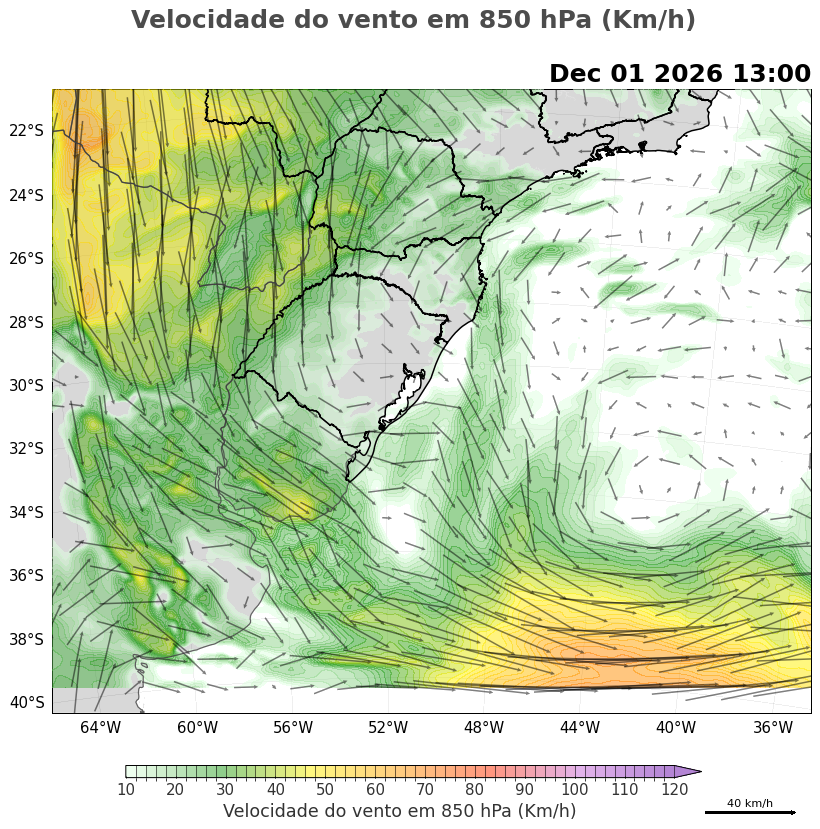 Velocidade do vento em 850 hPa (Km/h)
Dec 01 2026 13:00
22°S
24°S
26°S
28°S
30°S
32°S
34°S
36°S
38°S
40°S
64°W 60°W 56°W 52°W 48°W 44°W 40°W 36°W
10 20 30 40 50 60 70 80 90 100 110 120
Velocidade do vento em 850 hPa (Km/h)
40 km/h